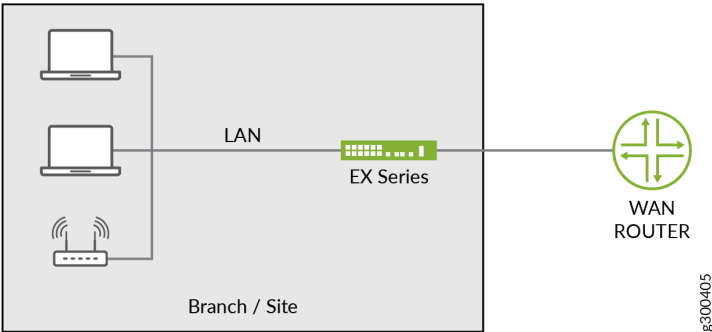 LAN
EX Series
WAN
ROUTER
Branch / Site
g300405